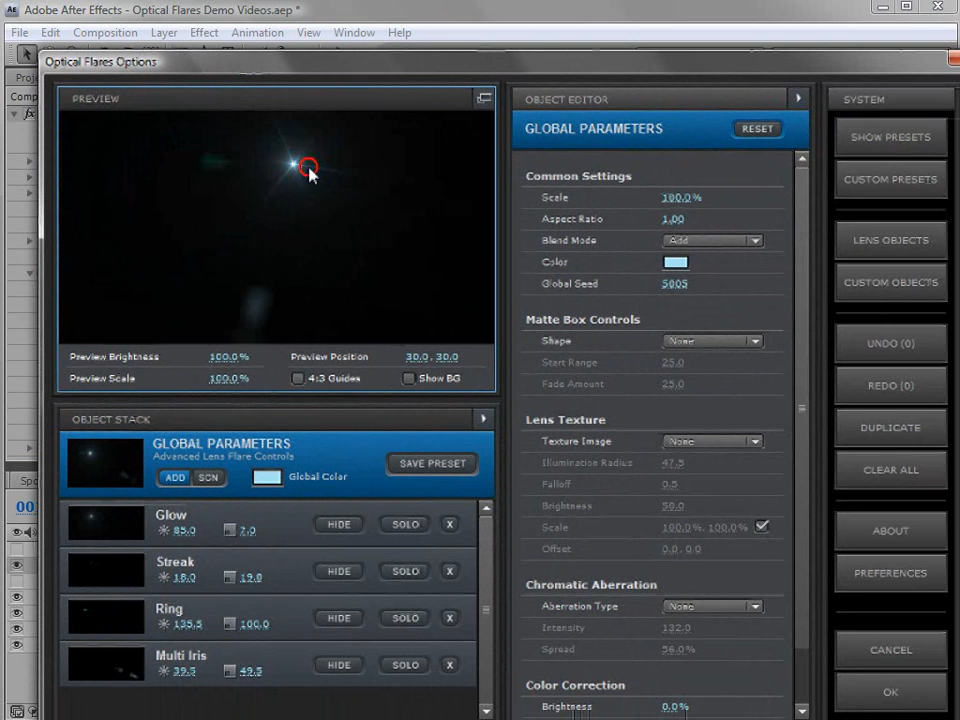 Adobe After Effects - Optical Flares Demo Videos.aep *
File Edit Composition Layer Effect Animation View Window Help
Optical Flares Options
Proj
Comp
fx
PREVIEW
Preview Brightness 100.0% Preview Position 30.0, 30.0
Preview Scale 100.0% 4:3 Guides Show BG
OBJECT STACK
GLOBAL PARAMETERS
Advanced Lens Flare Controls
ADD SCN Global Color
SAVE PRESET
Glow
85.0 7.0 HIDE SOLO X
Streak
18.0 19.0 HIDE SOLO X
Ring
135.5 100.0 HIDE SOLO X
Multi Iris
39.5 49.5 HIDE SOLO X
Spo
00
OBJECT EDITOR
GLOBAL PARAMETERS RESET
Common Settings
Scale 100.0%
Aspect Ratio 1.00
Blend Mode Add
Color
Global Seed 5005
Matte Box Controls
Shape None
Start Range 25.0
Fade Amount 25.0
Lens Texture
Texture Image None
Illumination Radius 47.5
Falloff 0.5
Brightness 50.0
Scale 100.0%, 100.0%
Offset 0.0, 0.0
Chromatic Aberration
Aberration Type None
Intensity 132.0
Spread 56.0%
Color Correction
Brightness 0.0%
SYSTEM
SHOW PRESETS
CUSTOM PRESETS
LENS OBJECTS
CUSTOM OBJECTS
UNDO (0)
REDO (0)
DUPLICATE
CLEAR ALL
ABOUT
PREFERENCES
CANCEL
OK